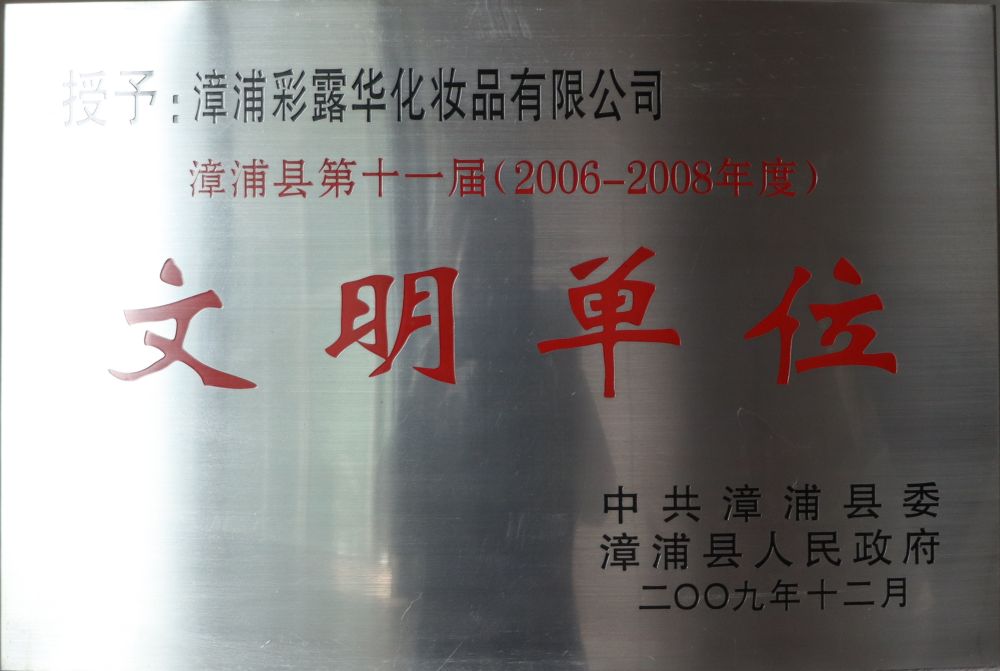 授予:漳浦彩露华化妆品有限公司
漳浦县第十一届(2006-2008年度)
文明单位
中共漳浦县委
漳浦县人民政府
二〇〇九年十二月